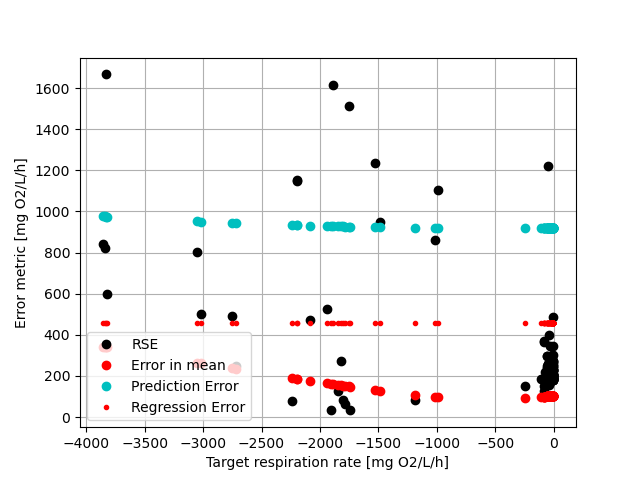 1600
1400
1200
1000
800
600
400
200
0
Error metric [mg O2/L/h]
RSE
Error in mean
Prediction Error
Regression Error
−4000 −3500 −3000 −2500 −2000 −1500 −1000 −500 0
Target respiration rate [mg O2/L/h]